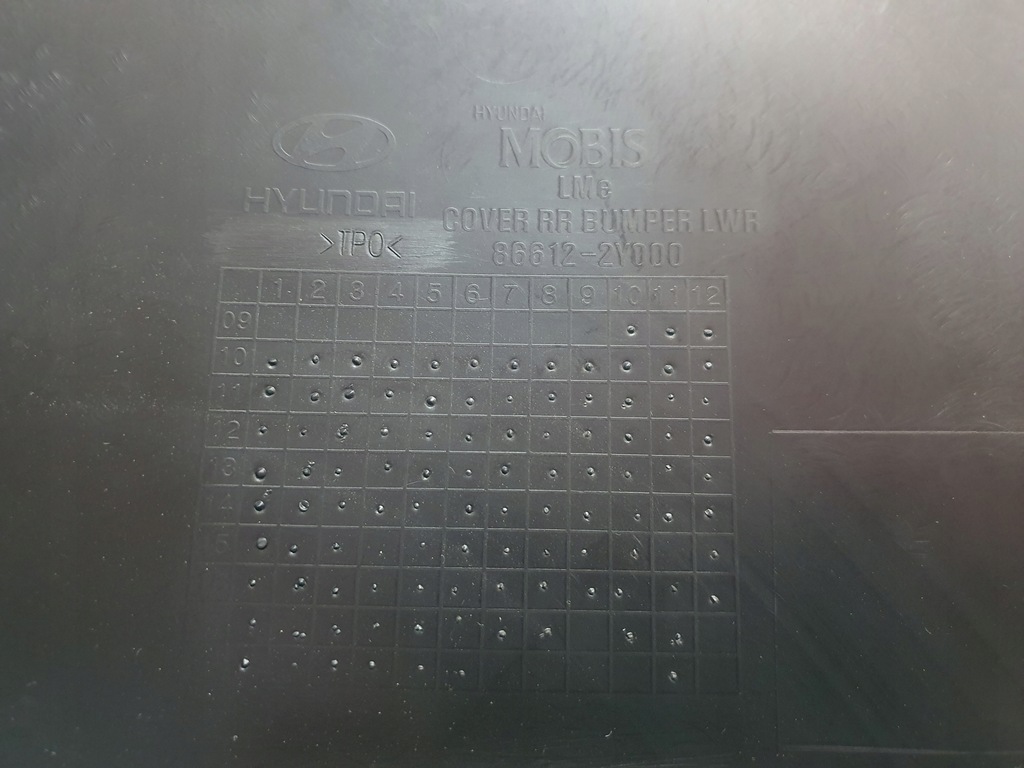 HYUNDAI
MOBIS
HYUNDAI
LMe
COVER RR BUMPER LWR
>TPO<
86612-2Y000
1 2 3 4 5 6 7 8 9 10 11 12
09
10
11
12
13